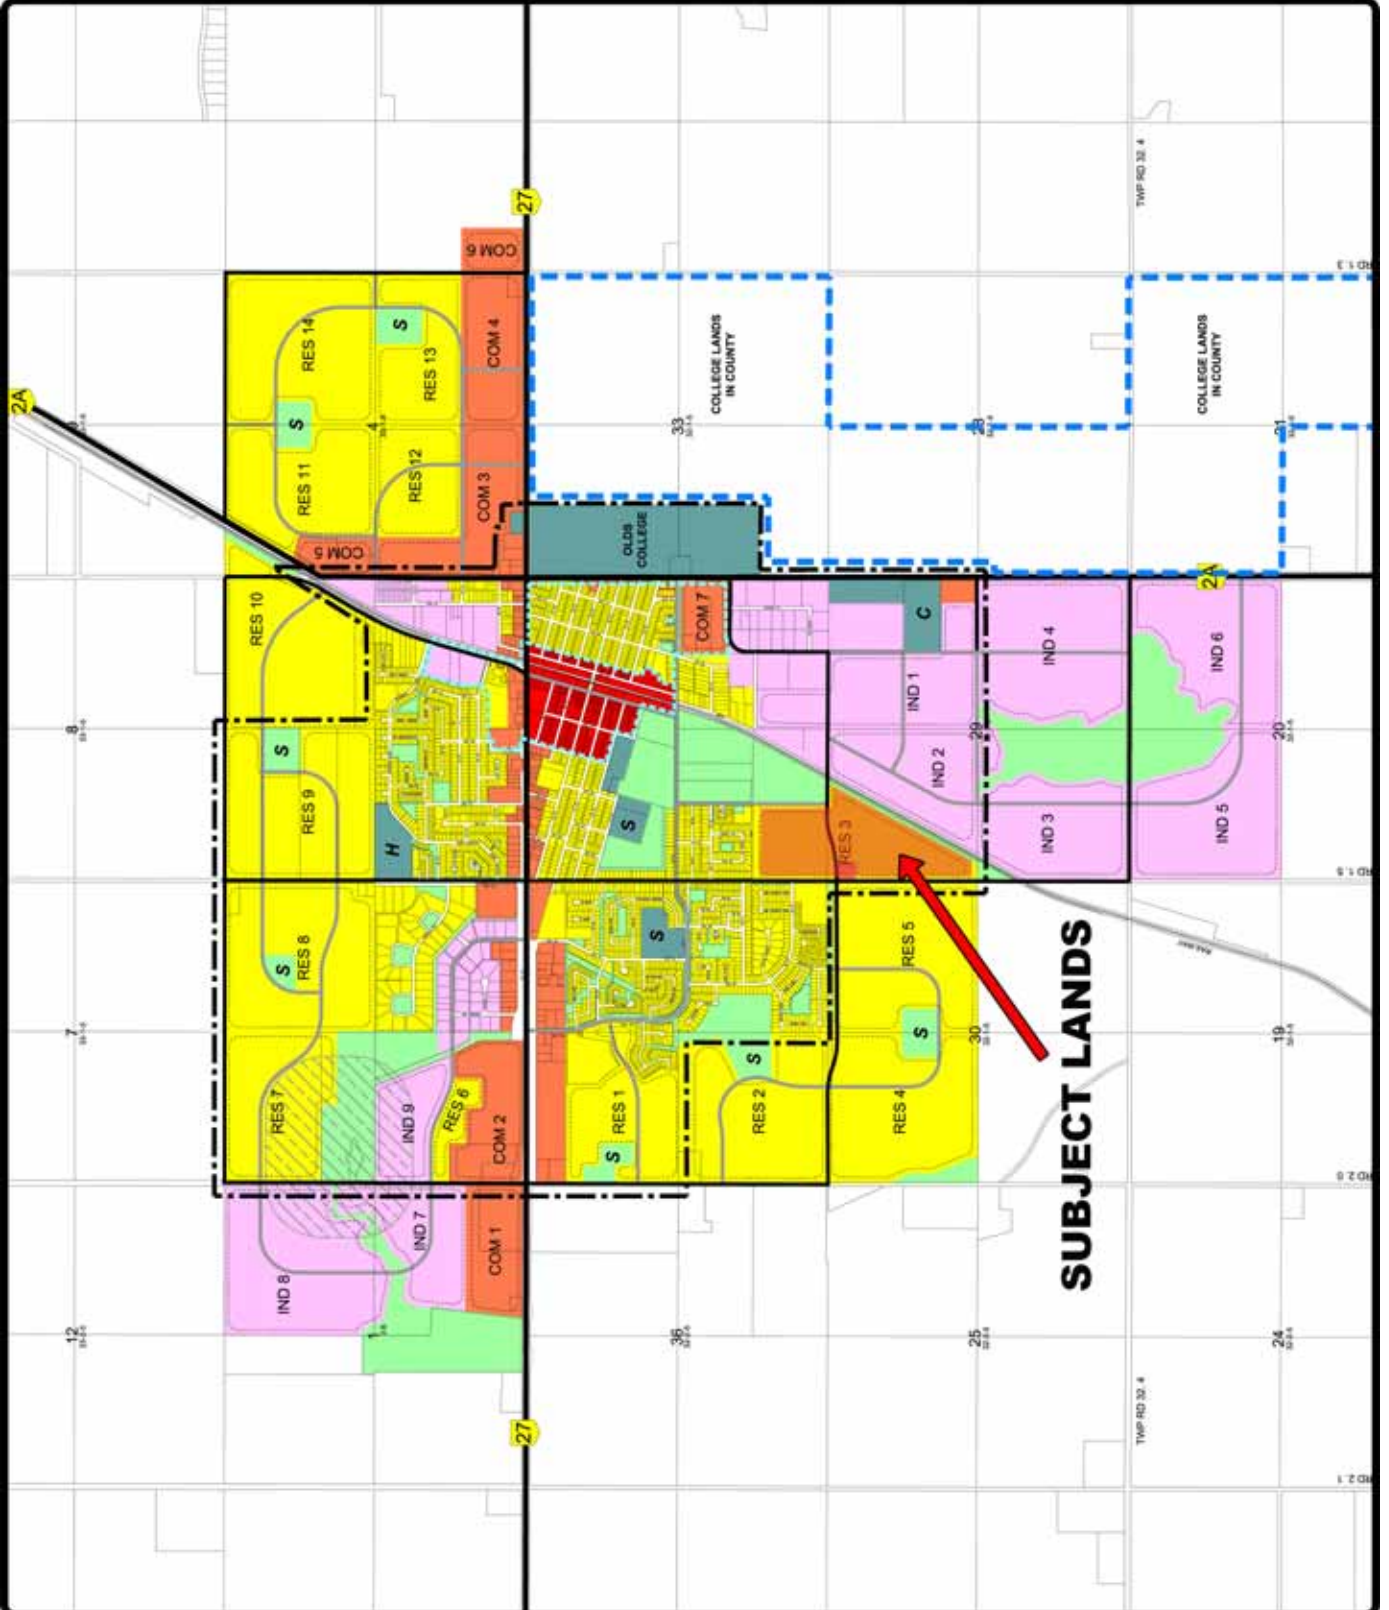 27
2A
TWP RD 32. 4
COM 6
RES 14
S
RES 13
COM 4
COLLEGE LANDS
IN COUNTY
COLLEGE LANDS
IN COUNTY
S
4
33
21
RES 11
RES 12
COM 3
COM 5
OLDS
COLLEGE
2A
RES 10
COM 7
C
IND 4
IND 6
IND 1
8
S
29
20
IND 2
RES 9
H
S
RES 3
IND 3
IND 5
RES 8
S
S
RES 5
RAILWAY
7
S
S
30
19
SUBJECT LANDS
RES 7
IND 9
RES 6
COM 2
RES 1
RES 2
RES 4
S
IND 7
COM 1
IND 8
12
1
36
25
24
27
TWP RD 32. 4